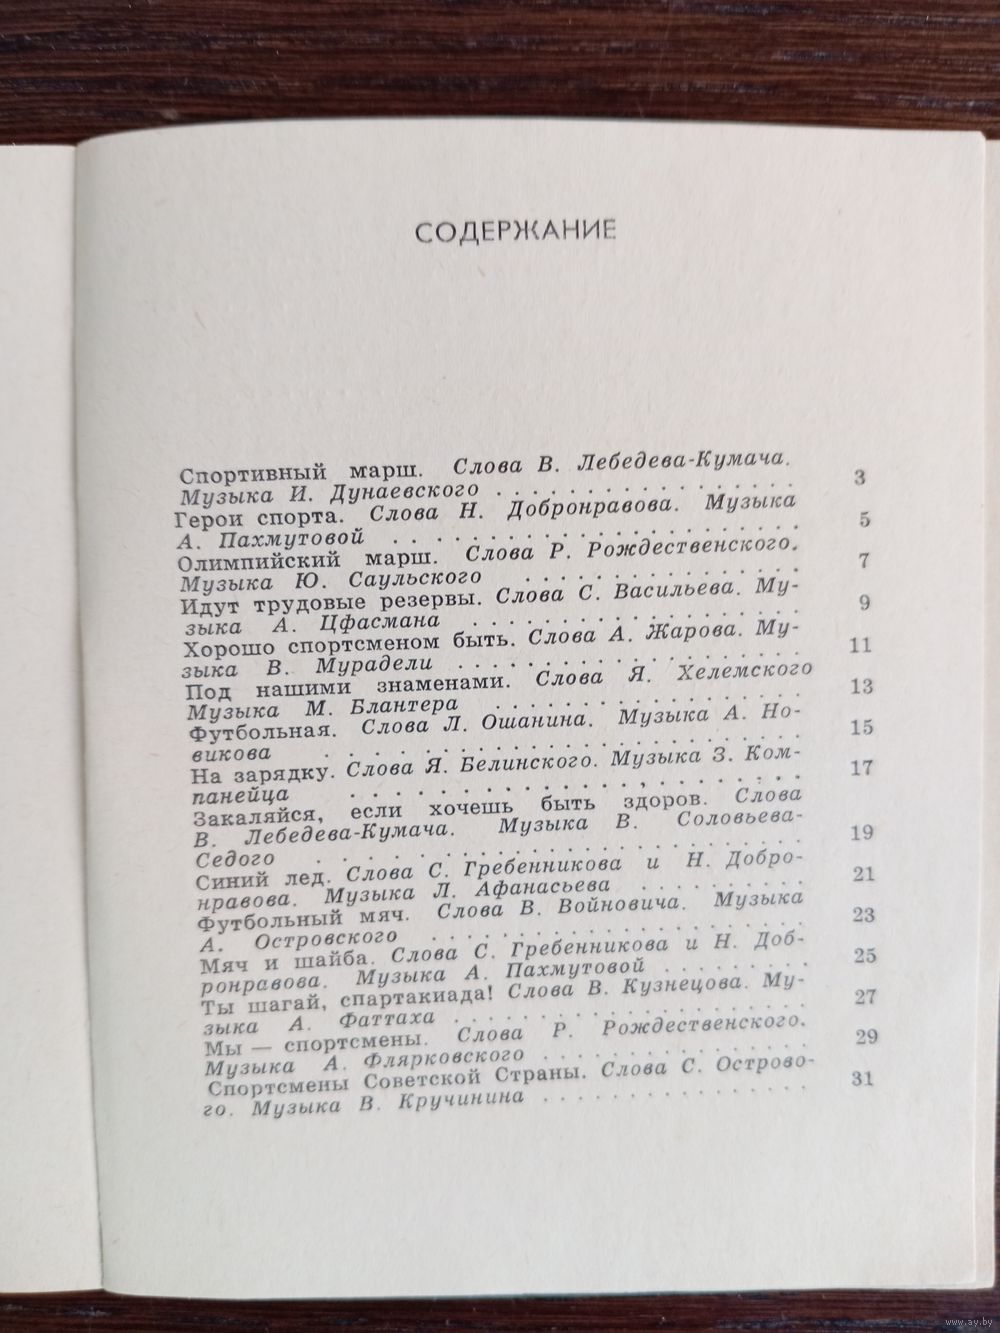 СОДЕРЖАНИЕ
Спортивный марш. Слова В. Лебедева-Кумача.
Музыка И. Дунаевского . . . . . . . . . . . . . . . . 3
Герои спорта. Слова Н. Добронравова. Музыка
А. Пахмутовой . . . . . . . . . . . . . . . . . . . 5
Олимпийский марш. Слова Р. Рождественского.
Музыка Ю. Саульского . . . . . . . . . . . . . . . 7
Идут трудовые резервы. Слова С. Васильева. Му-
зыка А. Цфасмана . . . . . . . . . . . . . . . . . 9
Хорошо спортсменом быть. Слова А. Жарова. Му-
зыка В. Мурадели . . . . . . . . . . . . . . . . . 11
Под нашими знаменами. Слова Я. Хелемского
Музыка М. Блантера . . . . . . . . . . . . . . . . 13
Футбольная. Слова Л. Ошанина. Музыка А. Но-
викова . . . . . . . . . . . . . . . . . . . . . . 15
На зарядку. Слова Я. Белинского. Музыка З. Ком-
панейца . . . . . . . . . . . . . . . . . . . . . 17
Закаляйся, если хочешь быть здоров. Слова
В. Лебедева-Кумача. Музыка В. Соловьева-
Седого . . . . . . . . . . . . . . . . . . . . . . 19
Синий лед. Слова С. Гребенникова и Н. Добро-
нравова. Музыка Л. Афанасьева . . . . . . . . . . 21
Футбольный мяч. Слова В. Войновича. Музыка
А. Островского . . . . . . . . . . . . . . . . . . 23
Мяч и шайба. Слова С. Гребенникова и Н. Доб-
ронравова. Музыка А. Пахмутовой . . . . . . . . . 25
Ты шагай, спартакиада! Слова В. Кузнецова. Му-
зыка А. Фаттаха . . . . . . . . . . . . . . . . . 27
Мы — спортсмены. Слова Р. Рождественского.
Музыка А. Флярковского . . . . . . . . . . . . . . 29
Спортсмены Советской Страны. Слова С. Острово-
го. Музыка В. Кручинина . . . . . . . . . . . . . . 31
www.ay.by